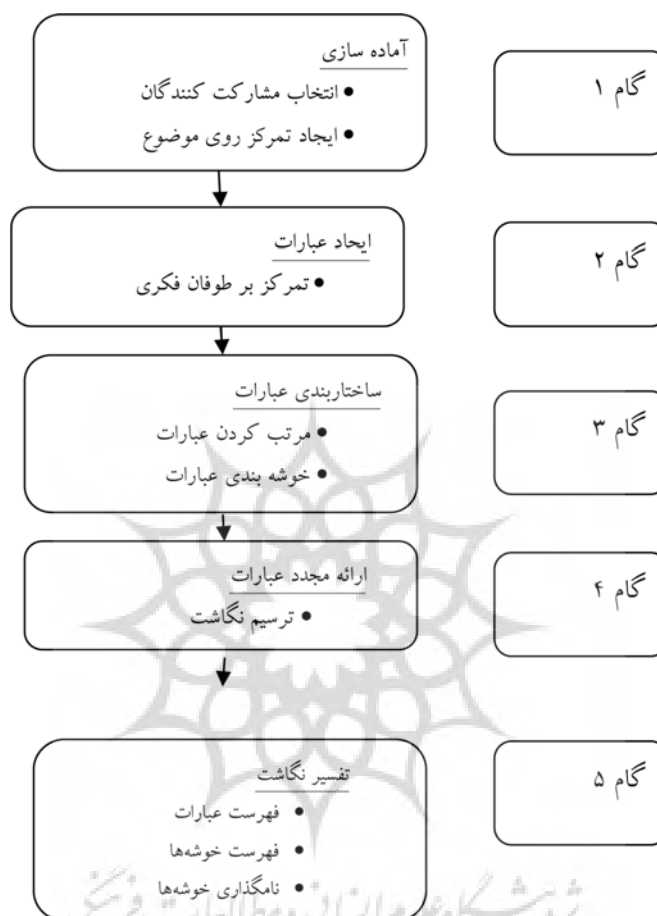 آماده سازی
گام ۱
● انتخاب مشارکت کنندگان
● ایجاد تمرکز روی موضوع
ایحاد عبارات
گام ۲
● تمرکز بر طوفان فکری
ساختاربندی عبارات
گام ۳
● مرتب کردن عبارات
● خوشه بندی عبارات
ارائه مجدد عبارات
گام ۴
● ترسیم نگاشت
تفسیر نگاشت
گام ۵
● فهرست عبارات
● فهرست خوشه‌ها
● نامگذاری خوشه‌ها